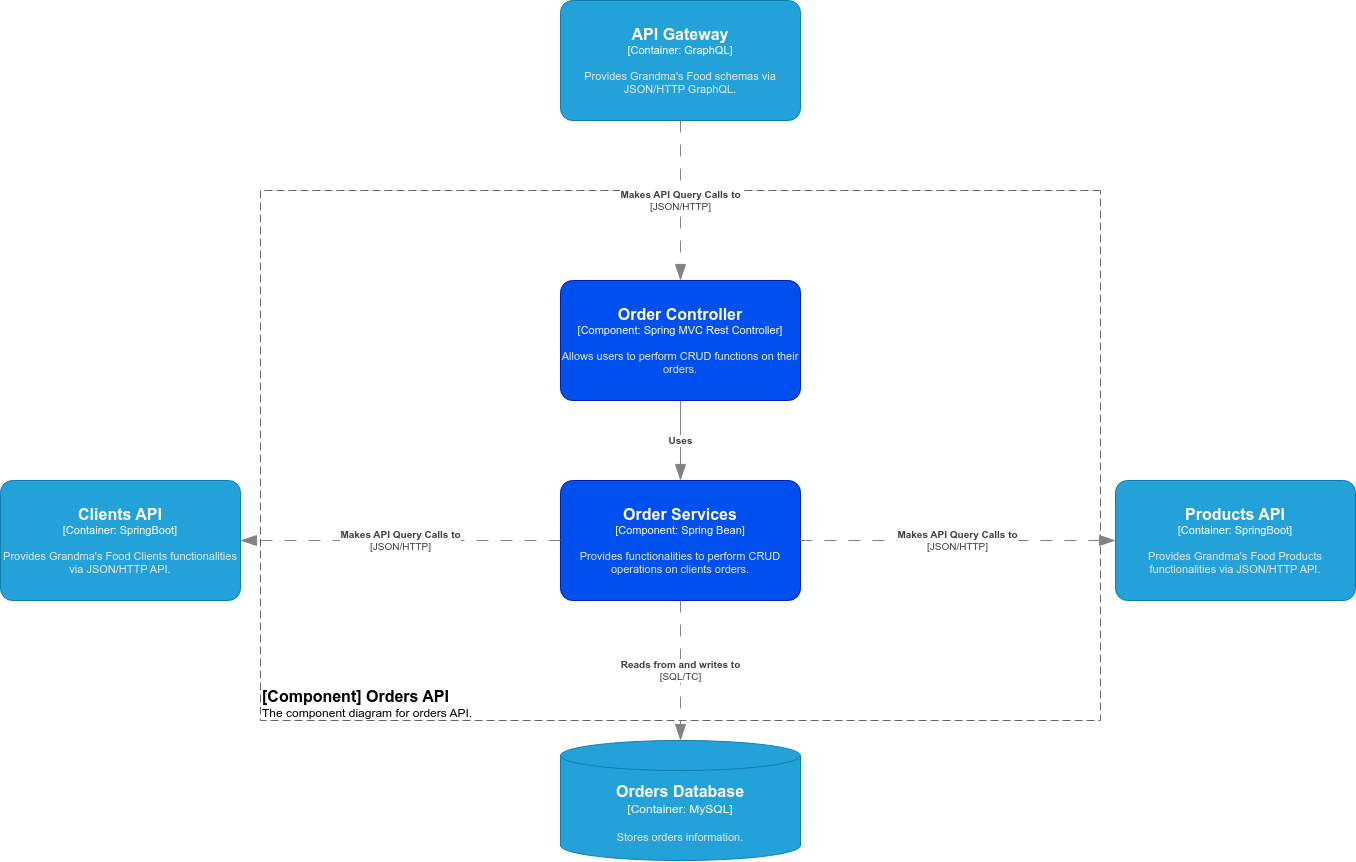 API Gateway
[Container: GraphQL]
Provides Grandma's Food schemas via
JSON/HTTP GraphQL.
Makes API Query Calls to
[JSON/HTTP]
Order Controller
[Component: Spring MVC Rest Controller]
Allows users to perform CRUD functions on their
orders.
Uses
Clients API
[Container: SpringBoot]
Provides Grandma's Food Clients functionalities
via JSON/HTTP API.
Makes API Query Calls to
[JSON/HTTP]
Order Services
[Component: Spring Bean]
Provides functionalities to perform CRUD
operations on clients orders.
Makes API Query Calls to
[JSON/HTTP]
Products API
[Container: SpringBoot]
Provides Grandma's Food Products
functionalities via JSON/HTTP API.
Reads from and writes to
[SQL/TC]
[Component] Orders API
The component diagram for orders API.
Orders Database
[Container: MySQL]
Stores orders information.